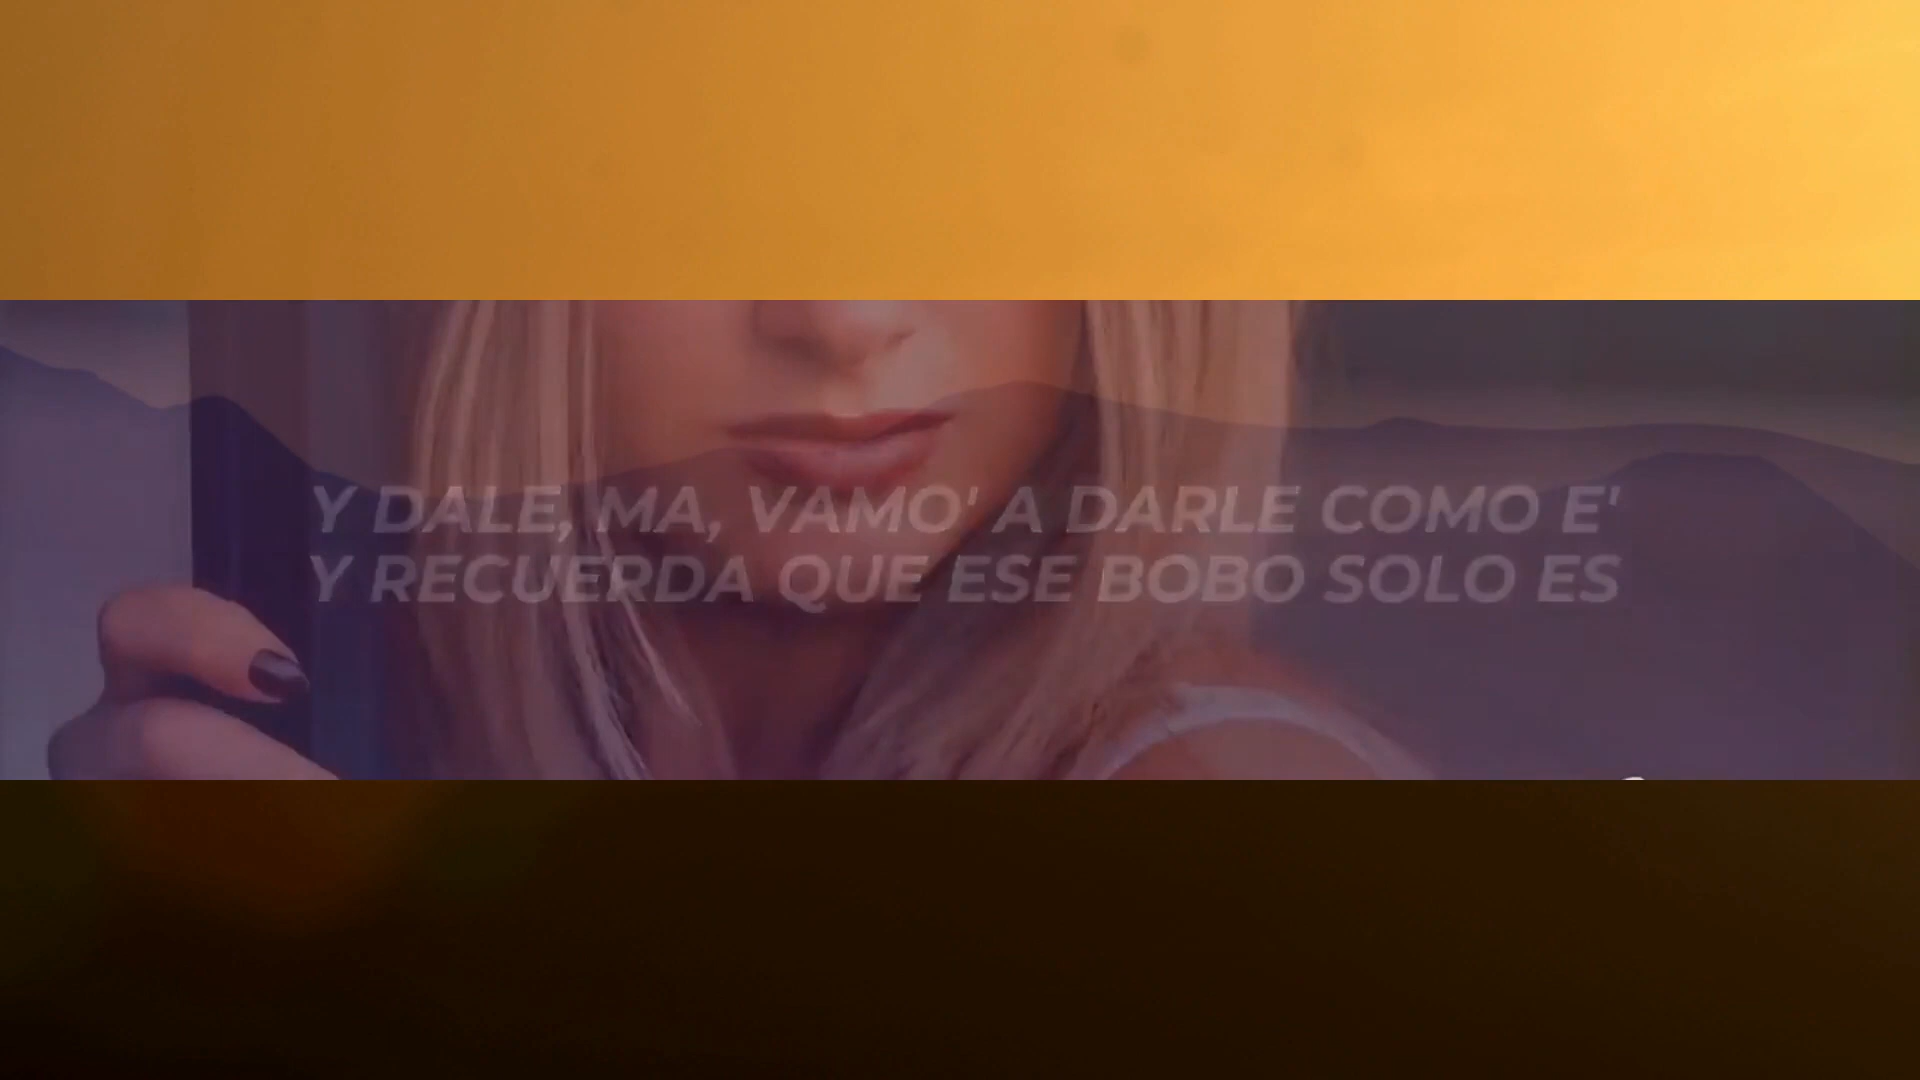 Y DALE, MA, VAMO' A DARLE COMO E'
Y RECUERDA QUE ESE BOBO SOLO ES